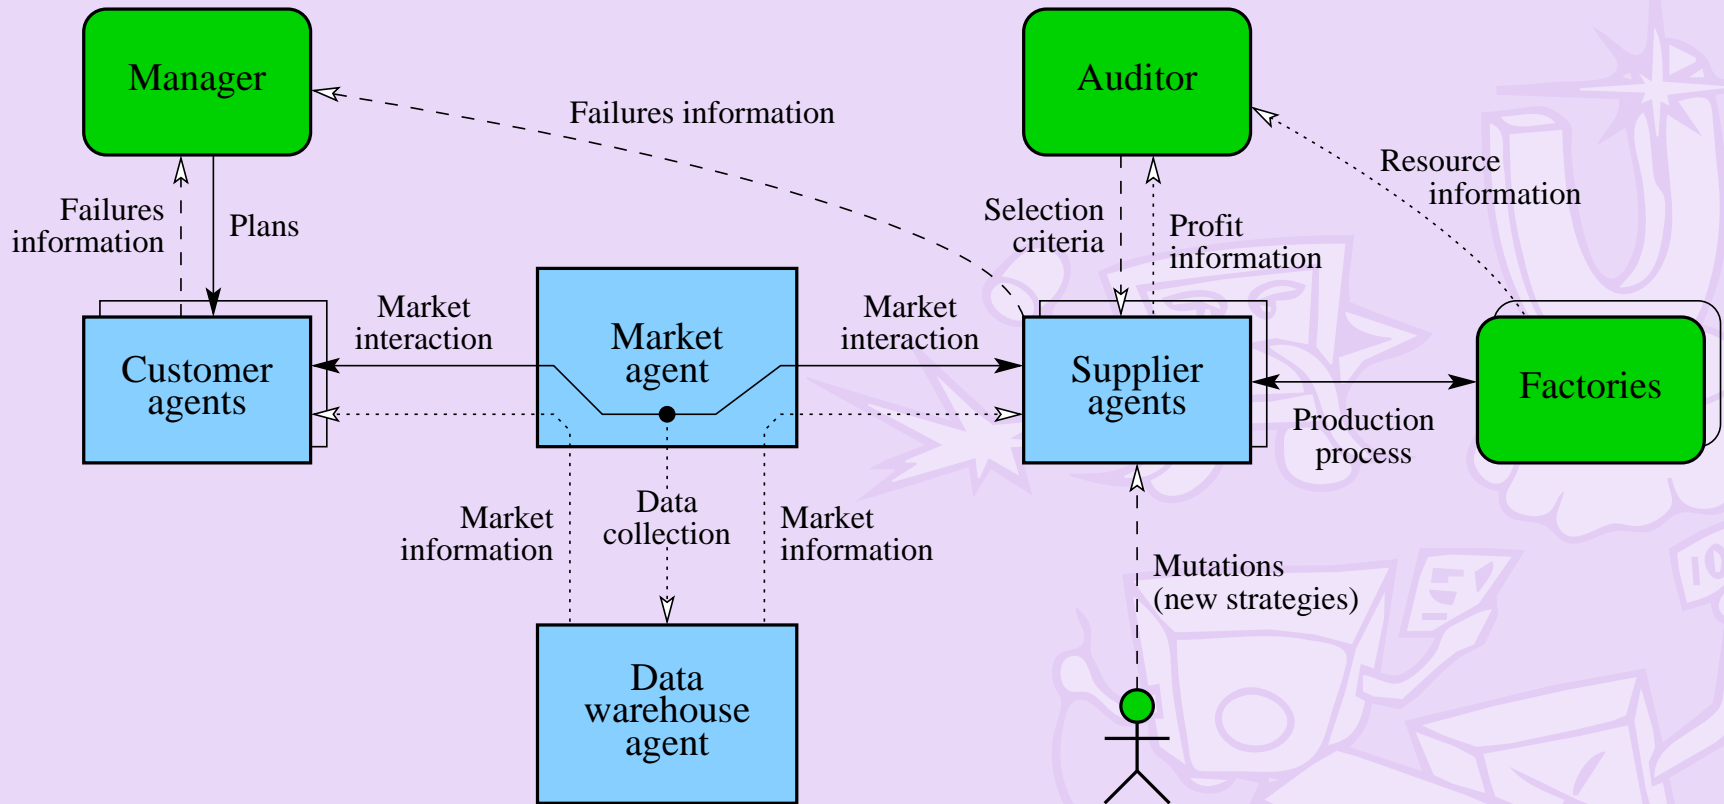 Manager
Auditor
Failures information
Resource
information
Failures
information
Plans
Selection
criteria
Profit
information
Market
interaction
Market
agent
Market
interaction
Customer
agents
Supplier
agents
Factories
Production
process
Market
information
Data
collection
Market
information
Mutations
(new strategies)
Data
warehouse
agent
10